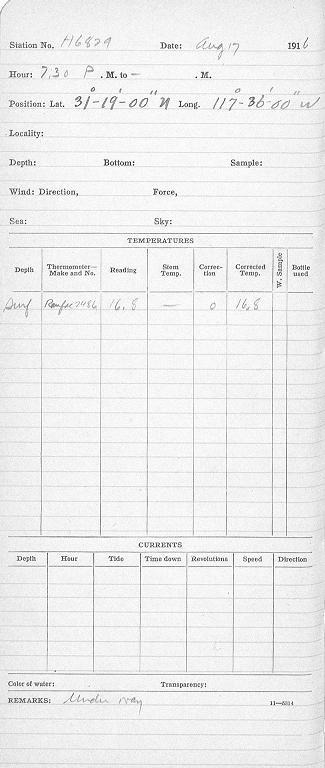 Station No. H6829 Date: Aug 17 1916
Hour: 7.30 P. M. to — . M.
Position: Lat. 31°-19'-00" N Long. 117°-36'-00" W
Locality:
Depth: Bottom: Sample:
Wind: Direction, Force,
Sea: Sky:
TEMPERATURES
Depth Thermometer—Make and No. Reading Stem Temp. Correction Corrected Temp. W. Sample Bottle used
Surf 16.8 — 0 16.8
CURRENTS
Depth Hour Tide Time down Revolutions Speed Direction
Color of water: Transparency:
REMARKS: Under way 11—5314